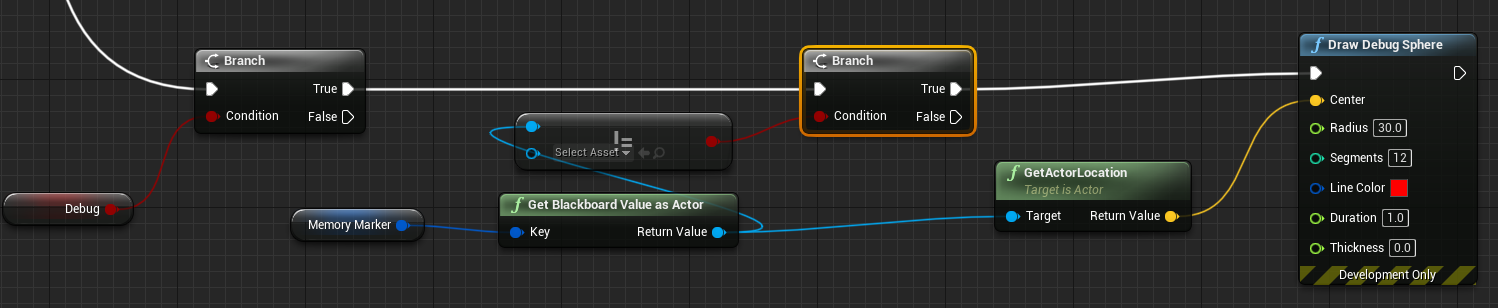 Branch
True
Condition
False
Debug
Memory Marker
!=
Select Asset
f Get Blackboard Value as Actor
Key
Return Value
Branch
True
Condition
False
f GetActorLocation
Target is Actor
Target
Return Value
f Draw Debug Sphere
Center
Radius 30.0
Segments 12
Line Color
Duration 1.0
Thickness 0.0
Development Only